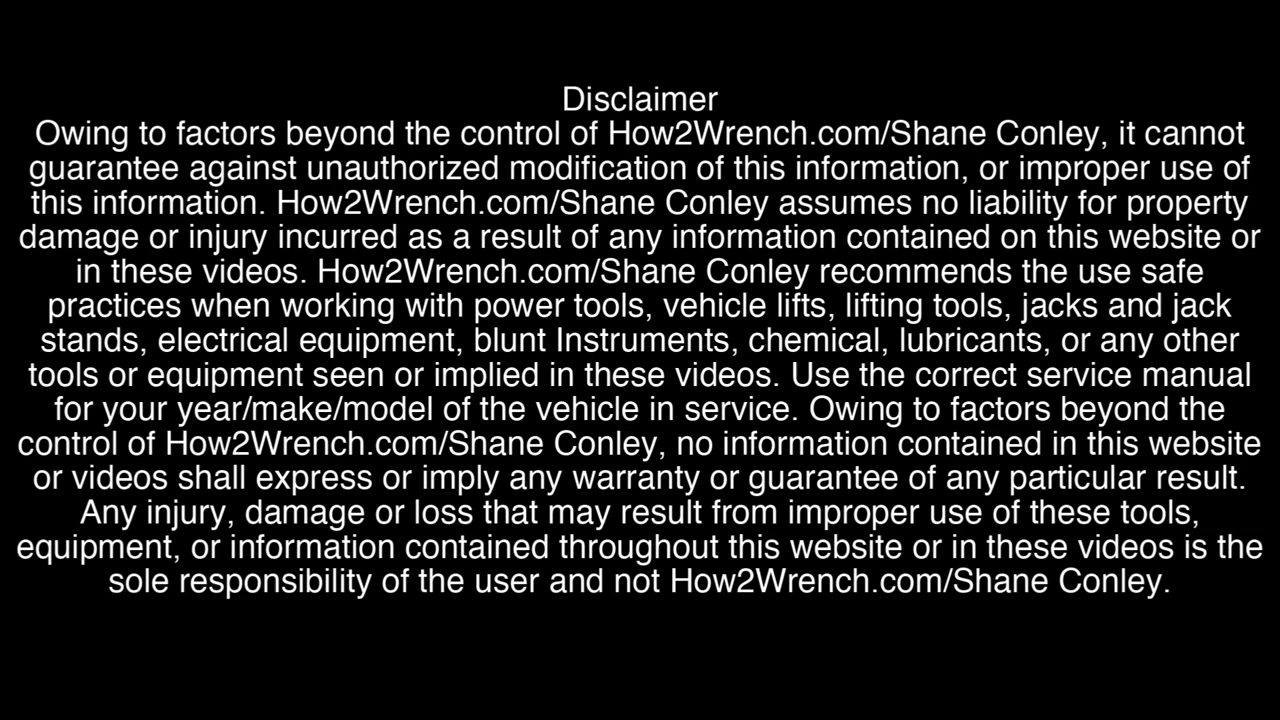 Disclaimer
Owing to factors beyond the control of How2Wrench.com/Shane Conley, it cannot
guarantee against unauthorized modification of this information, or improper use of
this information. How2Wrench.com/Shane Conley assumes no liability for property
damage or injury incurred as a result of any information contained on this website or
in these videos. How2Wrench.com/Shane Conley recommends the use safe
practices when working with power tools, vehicle lifts, lifting tools, jacks and jack
stands, electrical equipment, blunt Instruments, chemical, lubricants, or any other
tools or equipment seen or implied in these videos. Use the correct service manual
for your year/make/model of the vehicle in service. Owing to factors beyond the
control of How2Wrench.com/Shane Conley, no information contained in this website
or videos shall express or imply any warranty or guarantee of any particular result.
Any injury, damage or loss that may result from improper use of these tools,
equipment, or information contained throughout this website or in these videos is the
sole responsibility of the user and not How2Wrench.com/Shane Conley.